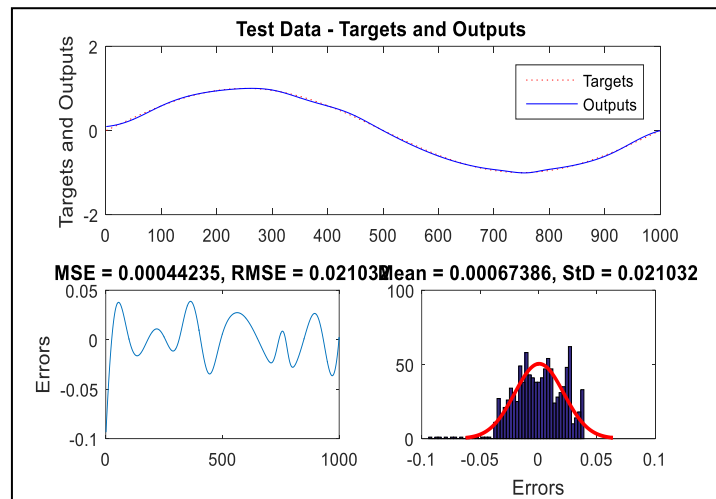 Test Data - Targets and Outputs
Targets and Outputs
2
0
-2
Targets
Outputs
0 100 200 300 400 500 600 700 800 900 1000
MSE = 0.00044235, RMSE = 0.021032
Errors
0.05
0
-0.05
-0.1
0 500 1000
Mean = 0.00067386, StD = 0.021032
100
50
0
-0.1 -0.05 0 0.05 0.1
Errors